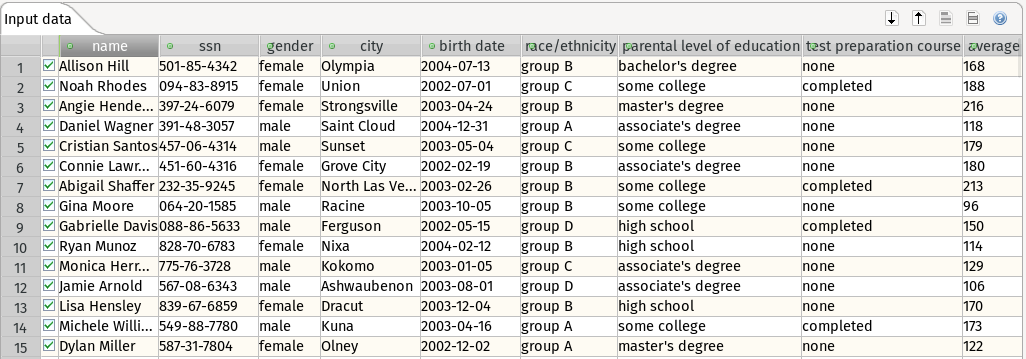 Input data
name ssn gender city birth date race/ethnicity parental level of education test preparation course average
1 Allison Hill 501-85-4342 female Olympia 2004-07-13 group B bachelor's degree none 168
2 Noah Rhodes 094-83-8915 female Union 2002-07-01 group C some college completed 188
3 Angie Hende... 397-24-6079 female Strongsville 2003-04-24 group B master's degree none 216
4 Daniel Wagner 391-48-3057 male Saint Cloud 2004-12-31 group A associate's degree none 118
5 Cristian Santos 457-06-4314 male Sunset 2003-05-04 group C some college none 179
6 Connie Lawr... 451-60-4316 female Grove City 2002-02-19 group B associate's degree none 180
7 Abigail Shaffer 232-35-9245 female North Las Ve... 2003-02-26 group B some college completed 213
8 Gina Moore 064-20-1585 male Racine 2003-10-05 group B some college none 96
9 Gabrielle Davis 088-86-5633 male Ferguson 2002-05-15 group D high school completed 150
10 Ryan Munoz 828-70-6783 female Nixa 2004-02-12 group B high school none 114
11 Monica Herr... 775-76-3728 male Kokomo 2003-01-05 group C associate's degree none 129
12 Jamie Arnold 567-08-6343 male Ashwaubenon 2003-08-01 group D associate's degree none 106
13 Lisa Hensley 839-67-6859 female Dracut 2003-12-04 group B high school none 170
14 Michele Willi... 549-88-7780 male Kuna 2003-04-16 group A some college completed 173
15 Dylan Miller 587-31-7804 female Olney 2002-12-02 group A master's degree none 122